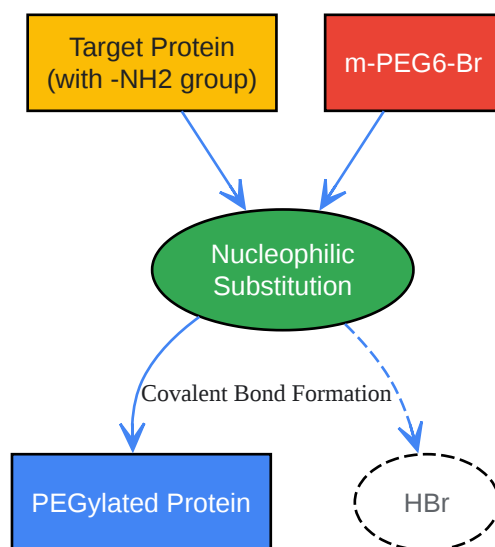 Target Protein
(with -NH2 group)
m-PEG6-Br
Nucleophilic
Substitution
Covalent Bond Formation
PEGylated Protein
HBr